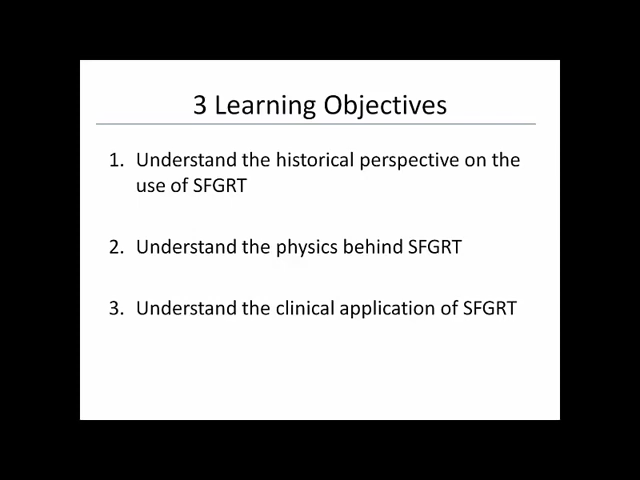 3 Learning Objectives
1. Understand the historical perspective on the
use of SFGRT
2. Understand the physics behind SFGRT
3. Understand the clinical application of SFGRT